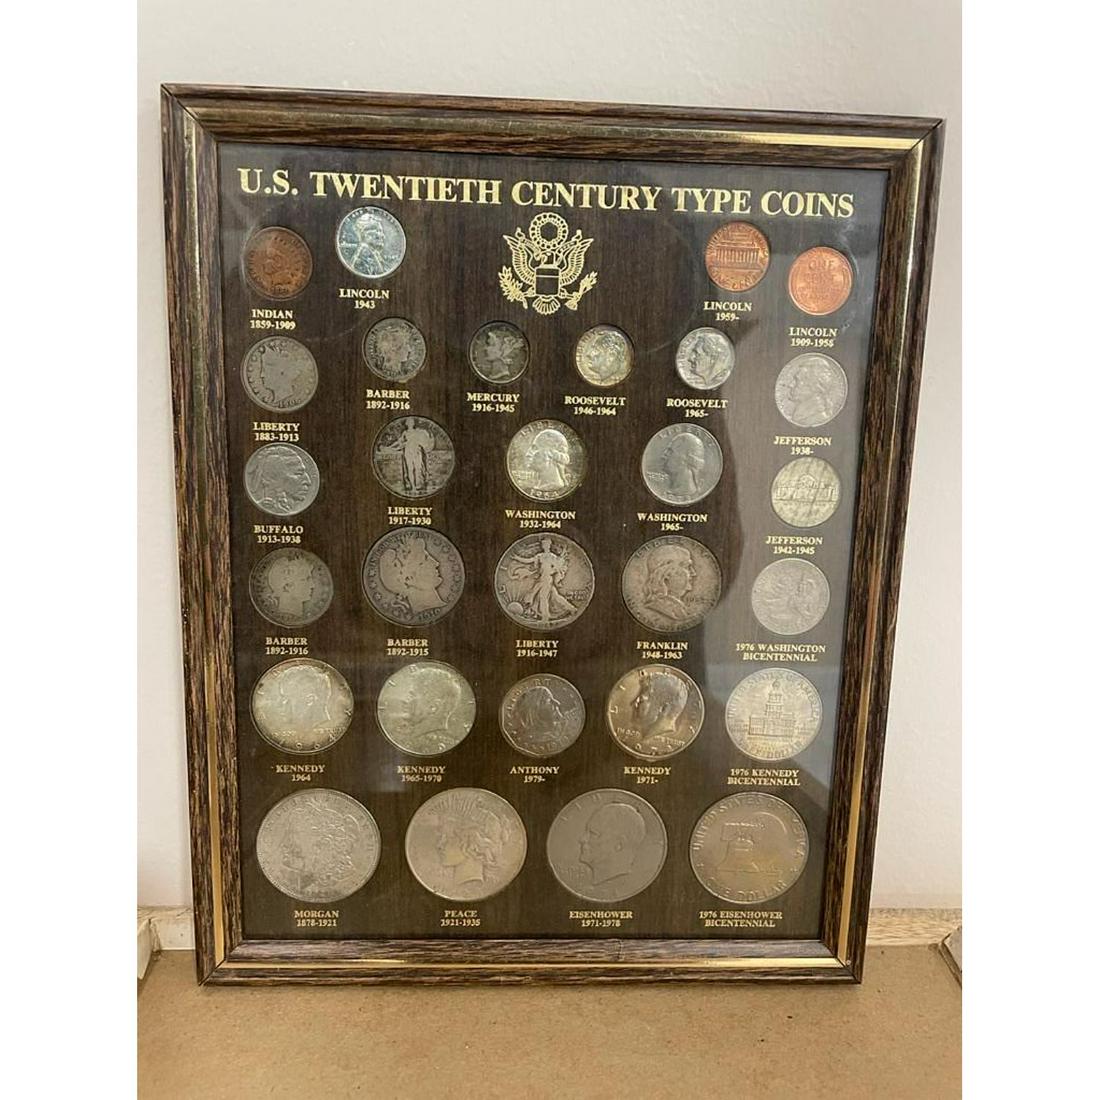 U.S. TWENTIETH CENTURY TYPE COINS
INDIAN
1859-1909
LINCOLN
1943
LINCOLN
1959-
LINCOLN
1909-1958
LIBERTY
1883-1913
BARBER
1892-1916
MERCURY
1916-1945
ROOSEVELT
1946-1964
ROOSEVELT
1965-
JEFFERSON
1938-
BUFFALO
1913-1938
LIBERTY
1917-1930
WASHINGTON
1932-1964
WASHINGTON
1965-
JEFFERSON
1942-1945
BARBER
1892-1916
BARBER
1892-1915
LIBERTY
1916-1947
FRANKLIN
1948-1963
1976 WASHINGTON
BICENTENNIAL
KENNEDY
1964
KENNEDY
1965-1970
ANTHONY
1979-
KENNEDY
1971-
1976 KENNEDY
BICENTENNIAL
MORGAN
1878-1921
PEACE
1921-1935
EISENHOWER
1971-1978
1976 EISENHOWER
BICENTENNIAL